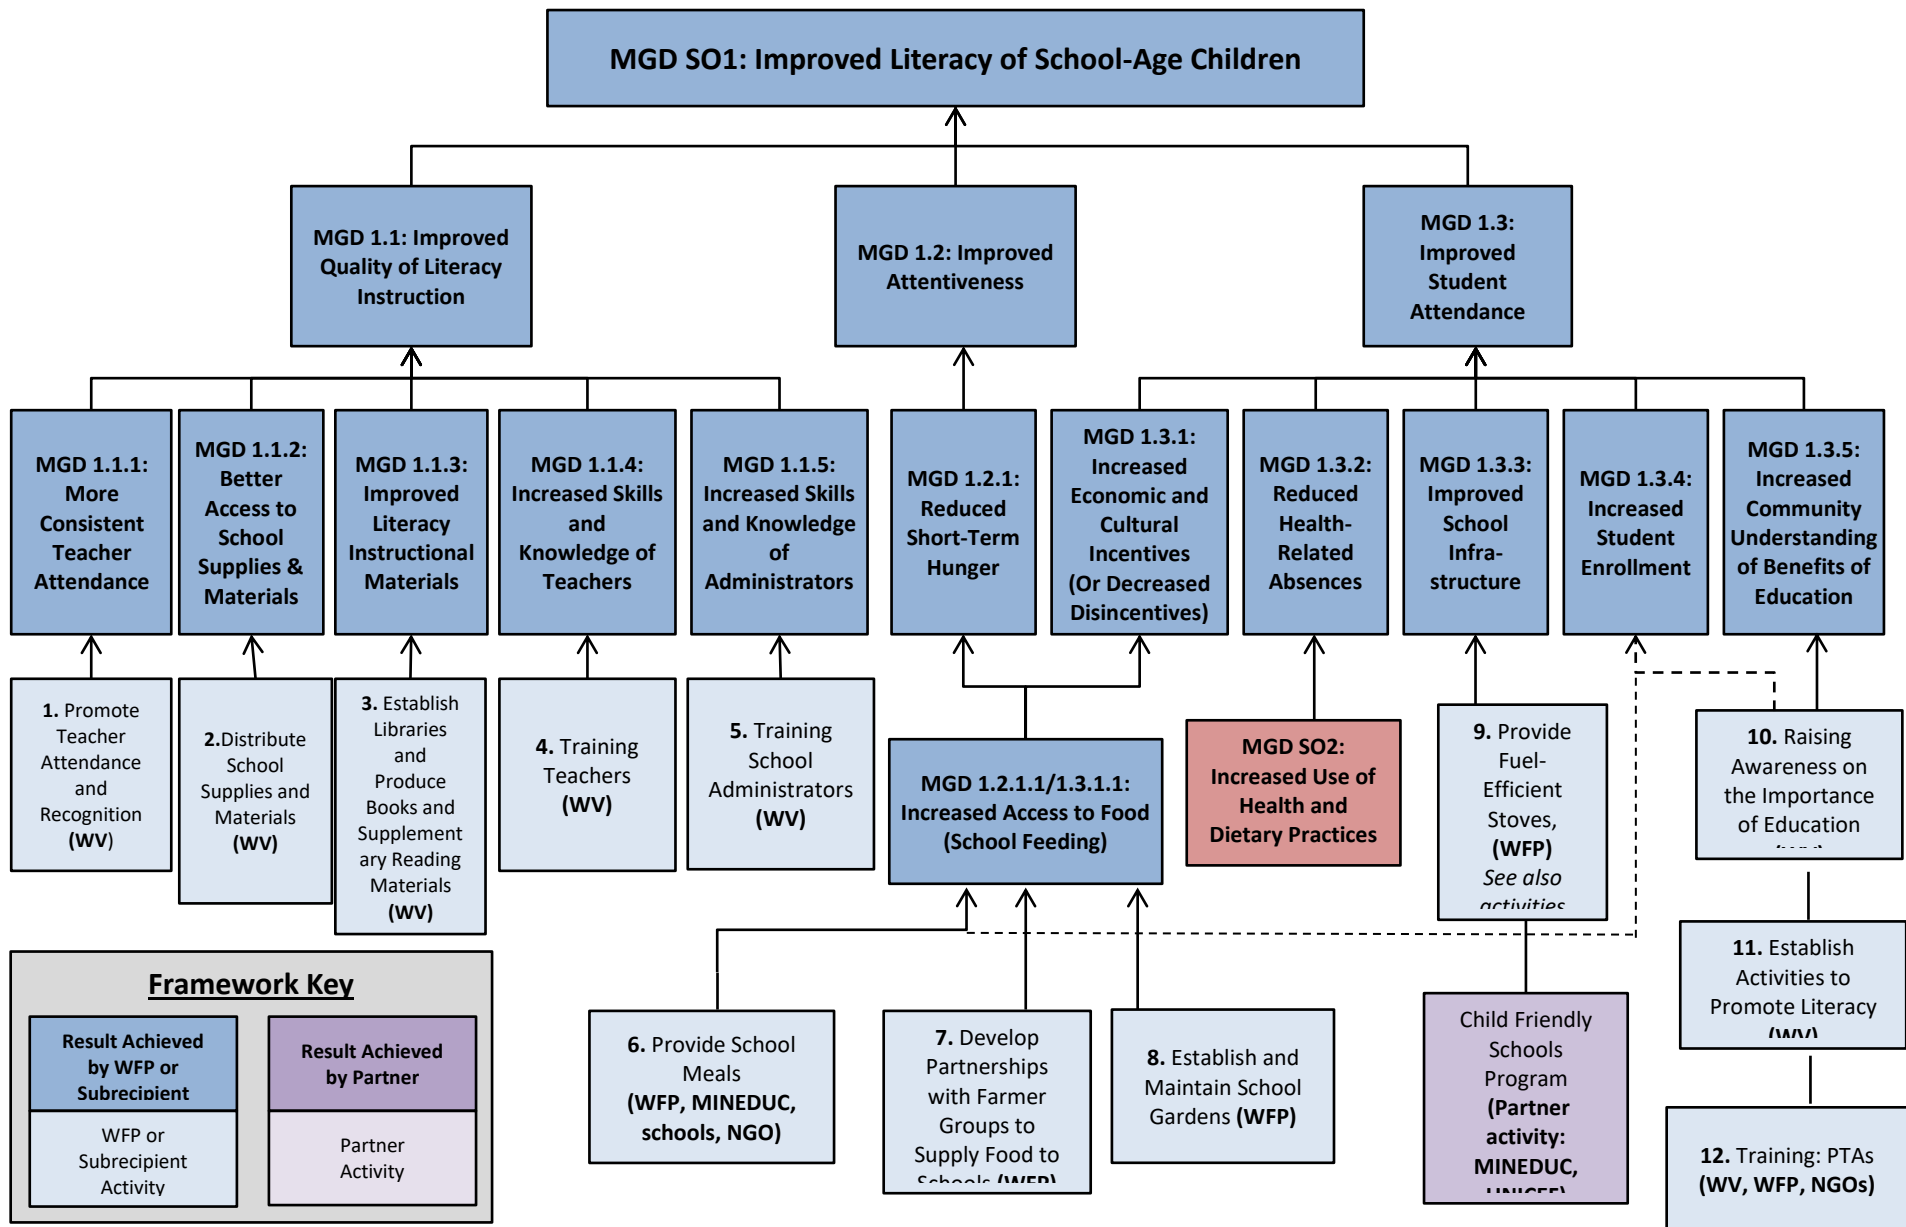 MGD SO1: Improved Literacy of School-Age Children
MGD 1.1: Improved
Quality of Literacy
Instruction
MGD 1.2: Improved
Attentiveness
MGD 1.3:
Improved
Student
Attendance
MGD 1.1.1:
More
Consistent
Teacher
Attendance
MGD 1.1.2:
Better
Access to
School
Supplies &
Materials
MGD 1.1.3:
Improved
Literacy
Instructional
Materials
MGD 1.1.4:
Increased Skills
and
Knowledge of
Teachers
MGD 1.1.5:
Increased Skills
and Knowledge
of
Administrators
MGD 1.2.1:
Reduced
Short-Term
Hunger
MGD 1.3.1:
Increased
Economic and
Cultural
Incentives
(Or Decreased
Disincentives)
MGD 1.3.2:
Reduced
Health-
Related
Absences
MGD 1.3.3:
Improved
School
Infra-
structure
MGD 1.3.4:
Increased
Student
Enrollment
MGD 1.3.5:
Increased
Community
Understanding
of Benefits of
Education
1. Promote
Teacher
Attendance
and
Recognition
(WV)
2.Distribute
School
Supplies and
Materials
(WV)
3. Establish
Libraries
and
Produce
Books and
Supplement
ary Reading
Materials
(WV)
4. Training
Teachers
(WV)
5. Training
School
Administrators
(WV)
MGD 1.2.1.1/1.3.1.1:
Increased Access to Food
(School Feeding)
MGD SO2:
Increased Use of
Health and
Dietary Practices
9. Provide
Fuel-
Efficient
Stoves,
(WFP)
See also
activities
10. Raising
Awareness on
the Importance
of Education
(WV)
11. Establish
Activities to
Promote Literacy
(WV)
12. Training: PTAs
(WV, WFP, NGOs)
6. Provide School
Meals
(WFP, MINEDUC,
schools, NGO)
7. Develop
Partnerships
with Farmer
Groups to
Supply Food to
Schools (WFP)
8. Establish and
Maintain School
Gardens (WFP)
Child Friendly
Schools
Program
(Partner
activity:
MINEDUC,
UNICEF)
Framework Key
Result Achieved
by WFP or
Subrecipient
WFP or
Subrecipient
Activity
Result Achieved
by Partner
Partner
Activity